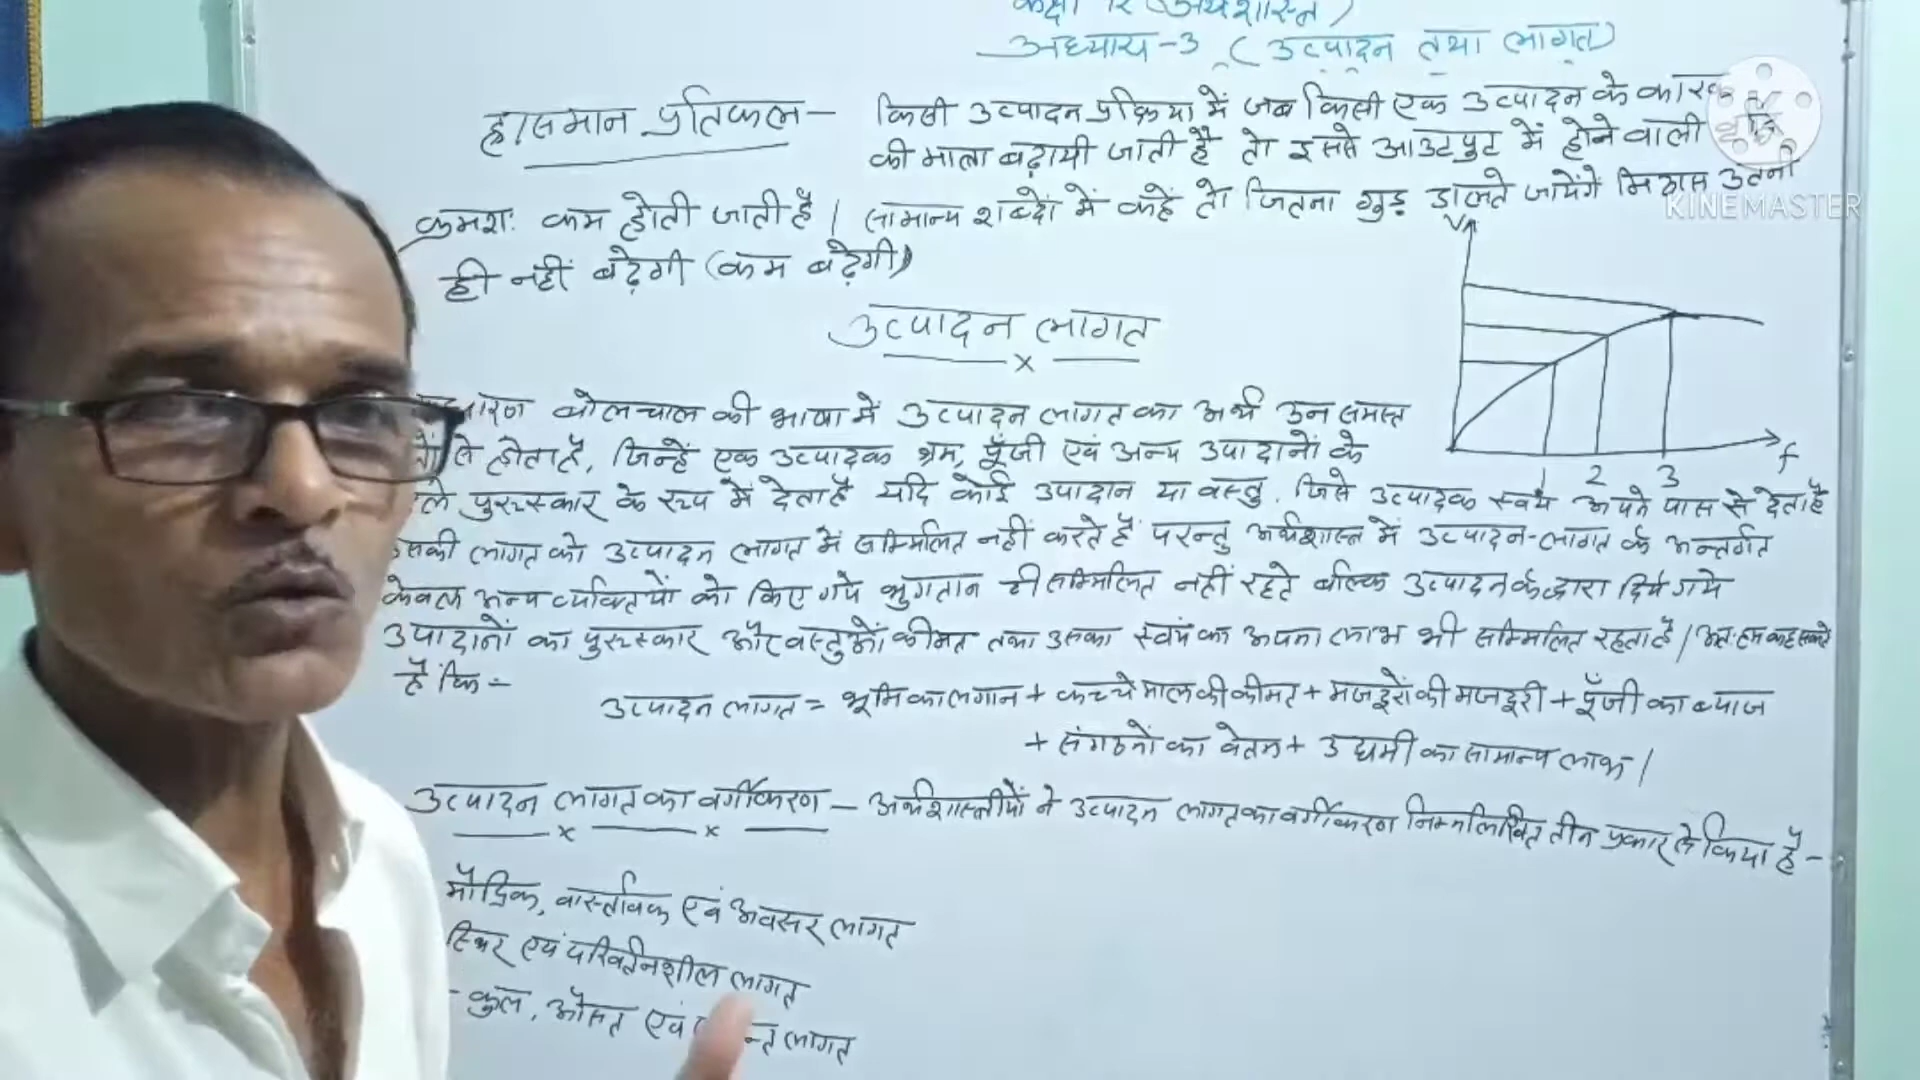 कक्षा 12 (अर्थशास्त्र)
अध्याय-3 (उत्पादन तथा लागत)
ह्रासमान प्रतिफल - किसी उत्पादन प्रक्रिया में जब किसी एक उत्पादन के कारक
की मात्रा बढ़ायी जाती है तो इससे आउटपुट में होने वाली
क्रमशः कम होती जाती है। सामान्य शब्दों में कहें तो जितना गुड़ डालते जायेंगे मिठास उतनी
ही नहीं बढ़ेगी (कम बढ़ेगी)
KINEMASTER
उत्पादन लागत
बोलचाल की भाषा में उत्पादन लागत का अर्थ उन समस्त
से होता है, जिन्हें एक उत्पादक श्रम, पूँजी एवं अन्य उपादानों के
पुरुस्कार के रूप में देता है यदि कोई उपादान या वस्तु, जिसे उत्पादक स्वयं अपने पास से देता है
लागत को उत्पादन लागत में सम्मिलित नहीं करते हैं परन्तु अर्थशास्त्र में उत्पादन-लागत के अन्तर्गत
केवल अन्य व्यक्तियों को किए गये भुगतान ही सम्मिलित नहीं रहते बल्कि उत्पादन के द्वारा दिये गये
उपादानों का पुरुस्कार और वस्तुओं कीमत तथा उसका स्वयं का अपना लाभ भी सम्मिलित रहता है। अतः हम कह सकते
हैं कि -
उत्पादन लागत = भूमि का लगान + कच्चे माल की कीमत + मजदूरों की मजदूरी + पूँजी का ब्याज
+ संगठनों का वेतन + उद्यमी का सामान्य लाभ।
उत्पादन लागत का वर्गीकरण - अर्थशास्त्रीयों ने उत्पादन लागत का वर्गीकरण निम्नलिखित तीन प्रकार से किया है -
मौद्रिक, वास्तविक एवं अवसर लागत
स्थिर एवं परिवर्तनशील लागत
- कुल, औसत एवं लागत
y
1 2 3 f